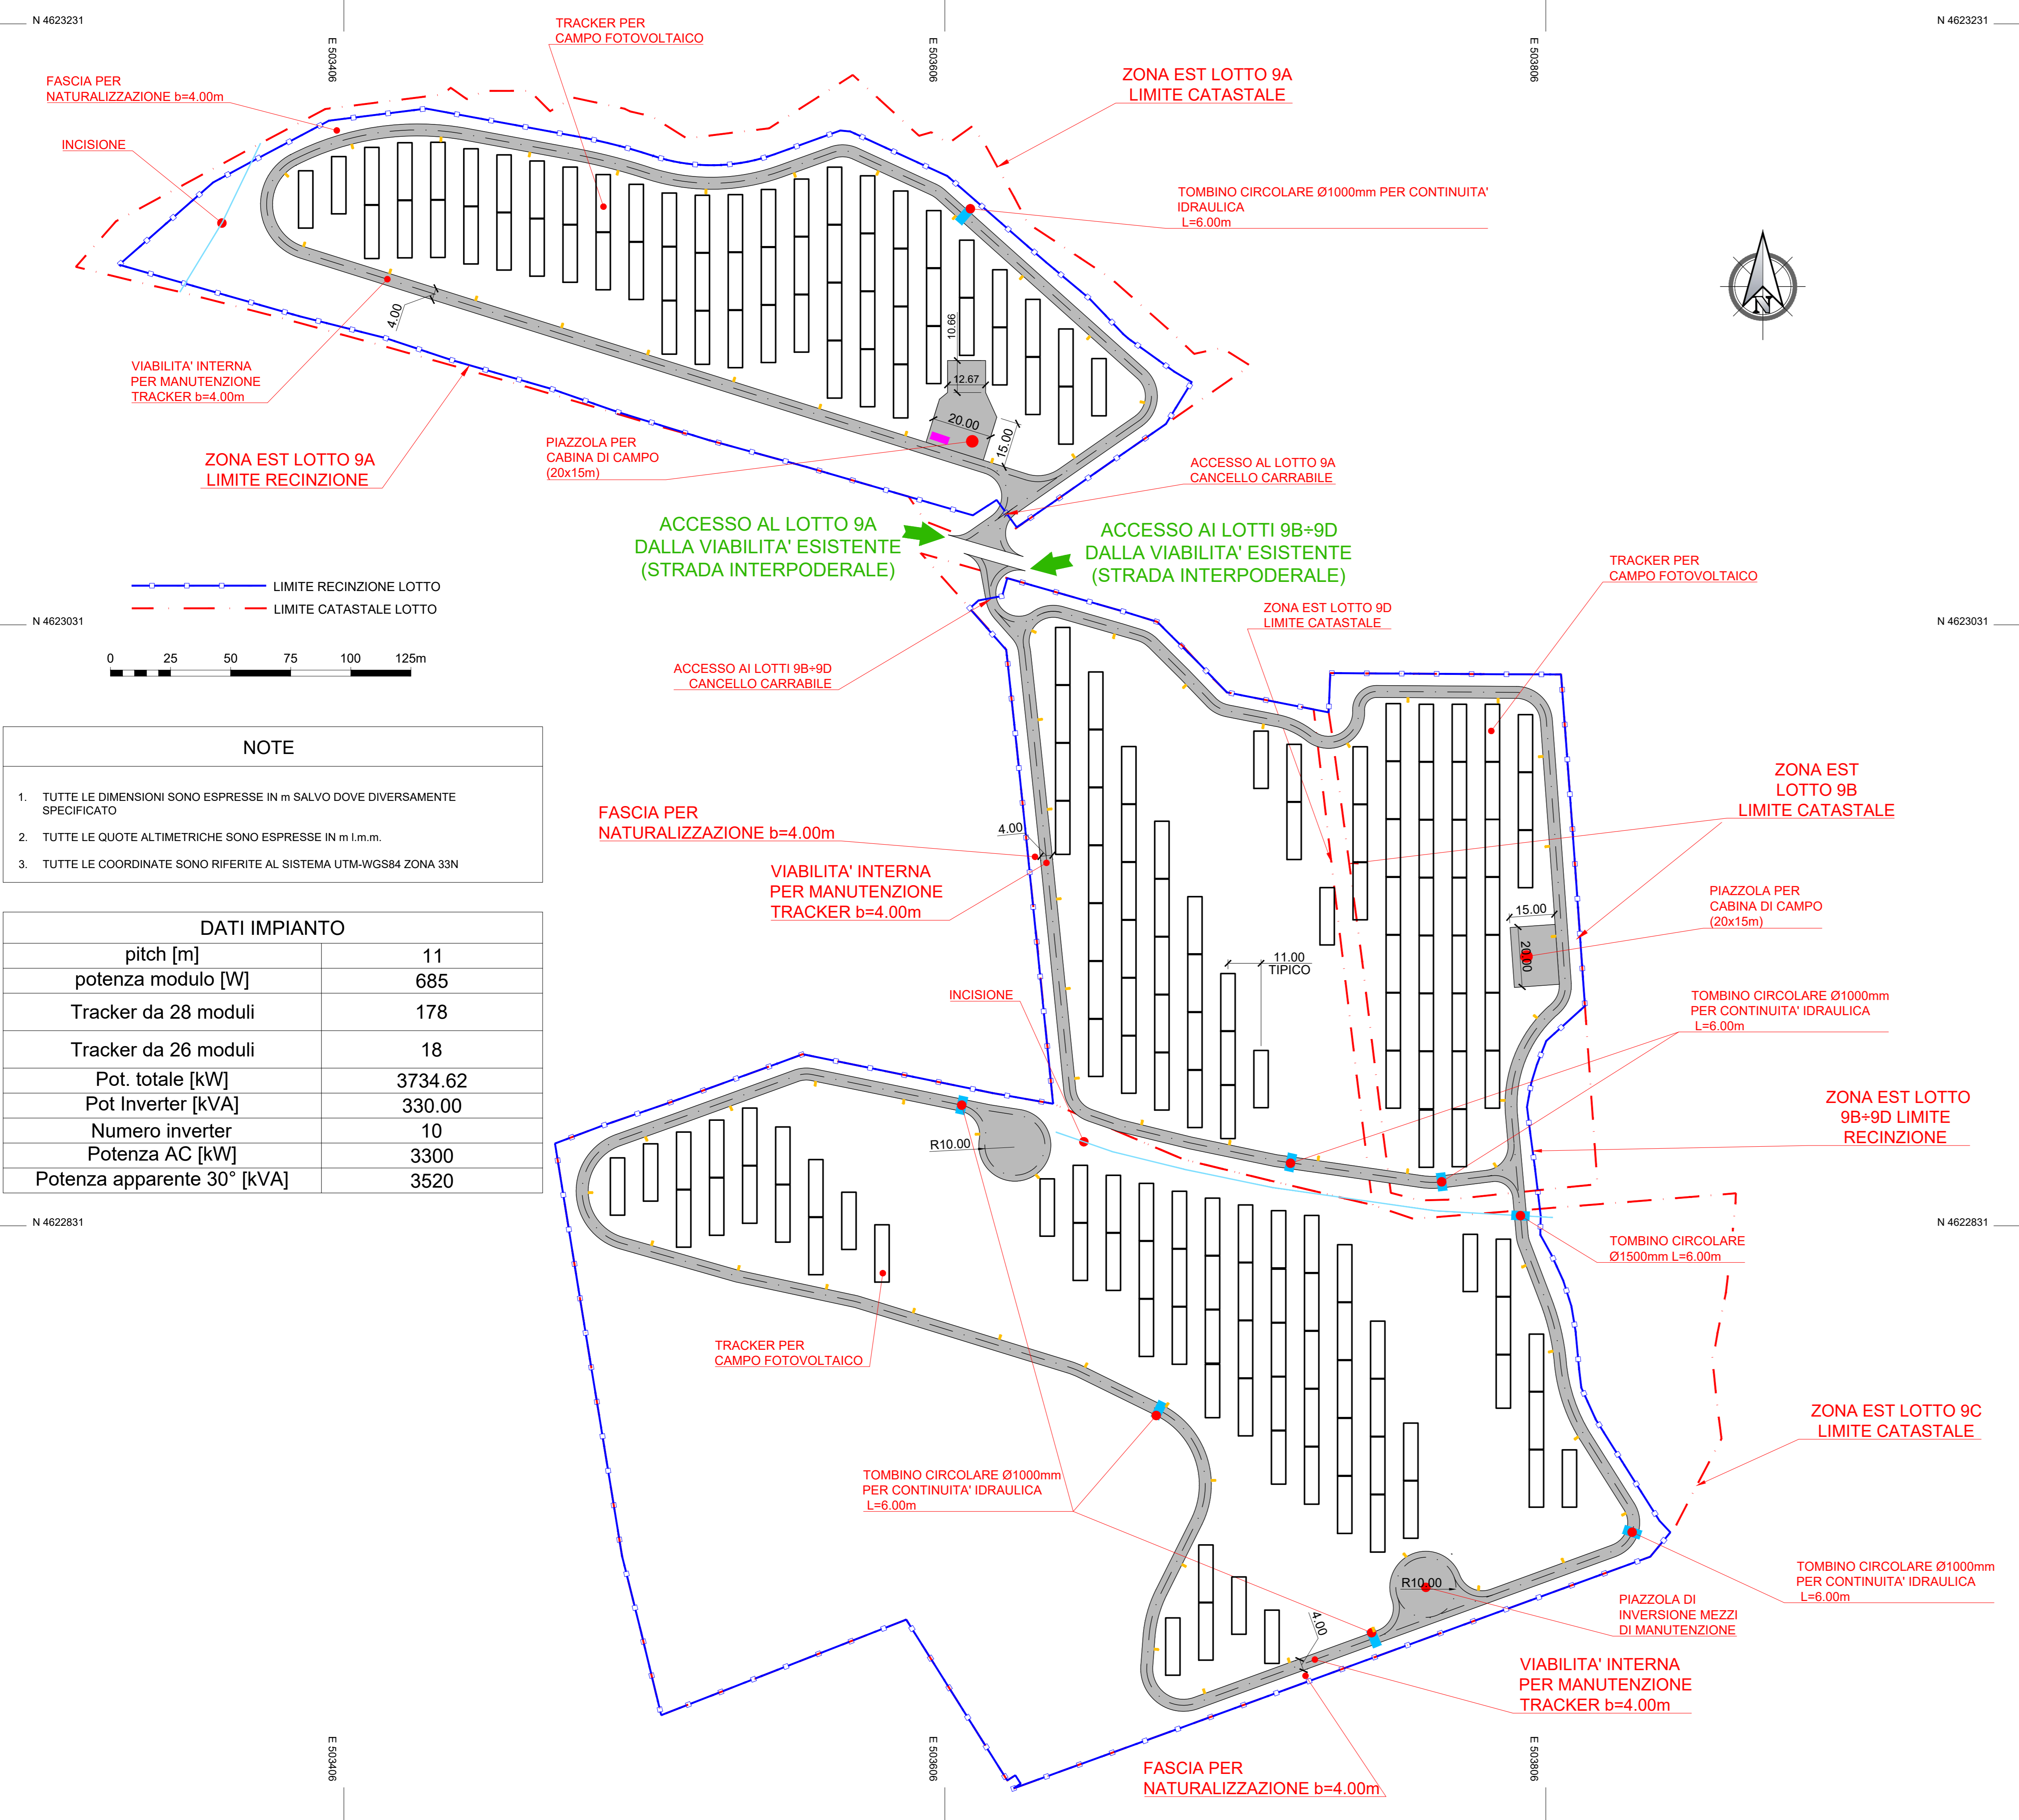 N 4623231
N 4623231
E 503406
E 503606
E 503806
TRACKER PER
CAMPO FOTOVOLTAICO
FASCIA PER
NATURALIZZAZIONE b=4.00m
INCISIONE
ZONA EST LOTTO 9A
LIMITE CATASTALE
TOMBINO CIRCOLARE Ø1000mm PER CONTINUITA'
IDRAULICA
L=6.00m
N
4.00
10.66
12.67
20.00
15.00
VIABILITA' INTERNA
PER MANUTENZIONE
TRACKER b=4.00m
ZONA EST LOTTO 9A
LIMITE RECINZIONE
PIAZZOLA PER
CABINA DI CAMPO
(20x15m)
ACCESSO AL LOTTO 9A
CANCELLO CARRABILE
ACCESSO AL LOTTO 9A
DALLA VIABILITA' ESISTENTE
(STRADA INTERPODERALE)
ACCESSO AI LOTTI 9B÷9D
DALLA VIABILITA' ESISTENTE
(STRADA INTERPODERALE)
TRACKER PER
CAMPO FOTOVOLTAICO
LIMITE RECINZIONE LOTTO
LIMITE CATASTALE LOTTO
ZONA EST LOTTO 9D
LIMITE CATASTALE
N 4623031
N 4623031
0 25 50 75 100 125m
ACCESSO AI LOTTI 9B÷9D
CANCELLO CARRABILE
NOTE
1. TUTTE LE DIMENSIONI SONO ESPRESSE IN m SALVO DOVE DIVERSAMENTE
SPECIFICATO
2. TUTTE LE QUOTE ALTIMETRICHE SONO ESPRESSE IN m l.m.m.
3. TUTTE LE COORDINATE SONO RIFERITE AL SISTEMA UTM-WGS84 ZONA 33N
ZONA EST
LOTTO 9B
LIMITE CATASTALE
FASCIA PER
NATURALIZZAZIONE b=4.00m
4.00
VIABILITA' INTERNA
PER MANUTENZIONE
TRACKER b=4.00m
PIAZZOLA PER
CABINA DI CAMPO
(20x15m)
15.00
20.00
11.00
TIPICO
DATI IMPIANTO
pitch [m] 11
potenza modulo [W] 685
Tracker da 28 moduli 178
Tracker da 26 moduli 18
Pot. totale [kW] 3734.62
Pot Inverter [kVA] 330.00
Numero inverter 10
Potenza AC [kW] 3300
Potenza apparente 30° [kVA] 3520
INCISIONE
TOMBINO CIRCOLARE Ø1000mm
PER CONTINUITA' IDRAULICA
L=6.00m
ZONA EST LOTTO
9B÷9D LIMITE
RECINZIONE
R10.00
N 4622831
N 4622831
TOMBINO CIRCOLARE
Ø1500mm L=6.00m
TRACKER PER
CAMPO FOTOVOLTAICO
ZONA EST LOTTO 9C
LIMITE CATASTALE
TOMBINO CIRCOLARE Ø1000mm
PER CONTINUITA' IDRAULICA
L=6.00m
R10.00
TOMBINO CIRCOLARE Ø1000mm
PER CONTINUITA' IDRAULICA
L=6.00m
PIAZZOLA DI
INVERSIONE MEZZI
DI MANUTENZIONE
4.00
VIABILITA' INTERNA
PER MANUTENZIONE
TRACKER b=4.00m
FASCIA PER
NATURALIZZAZIONE b=4.00m
E 503406
E 503606
E 503806